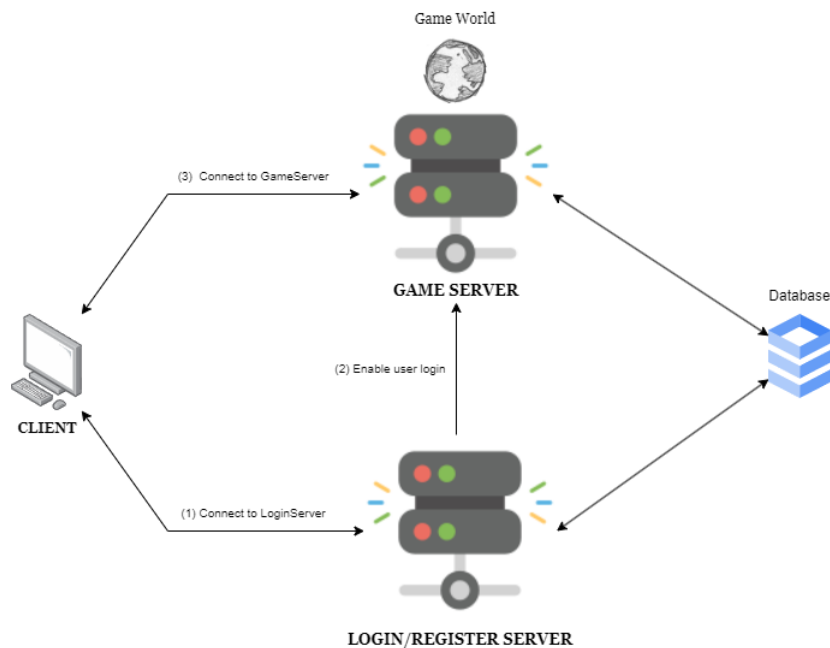 Game World
(3) Connect to GameServer
GAME SERVER
Database
(2) Enable user login
CLIENT
(1) Connect to LoginServer
LOGIN/REGISTER SERVER